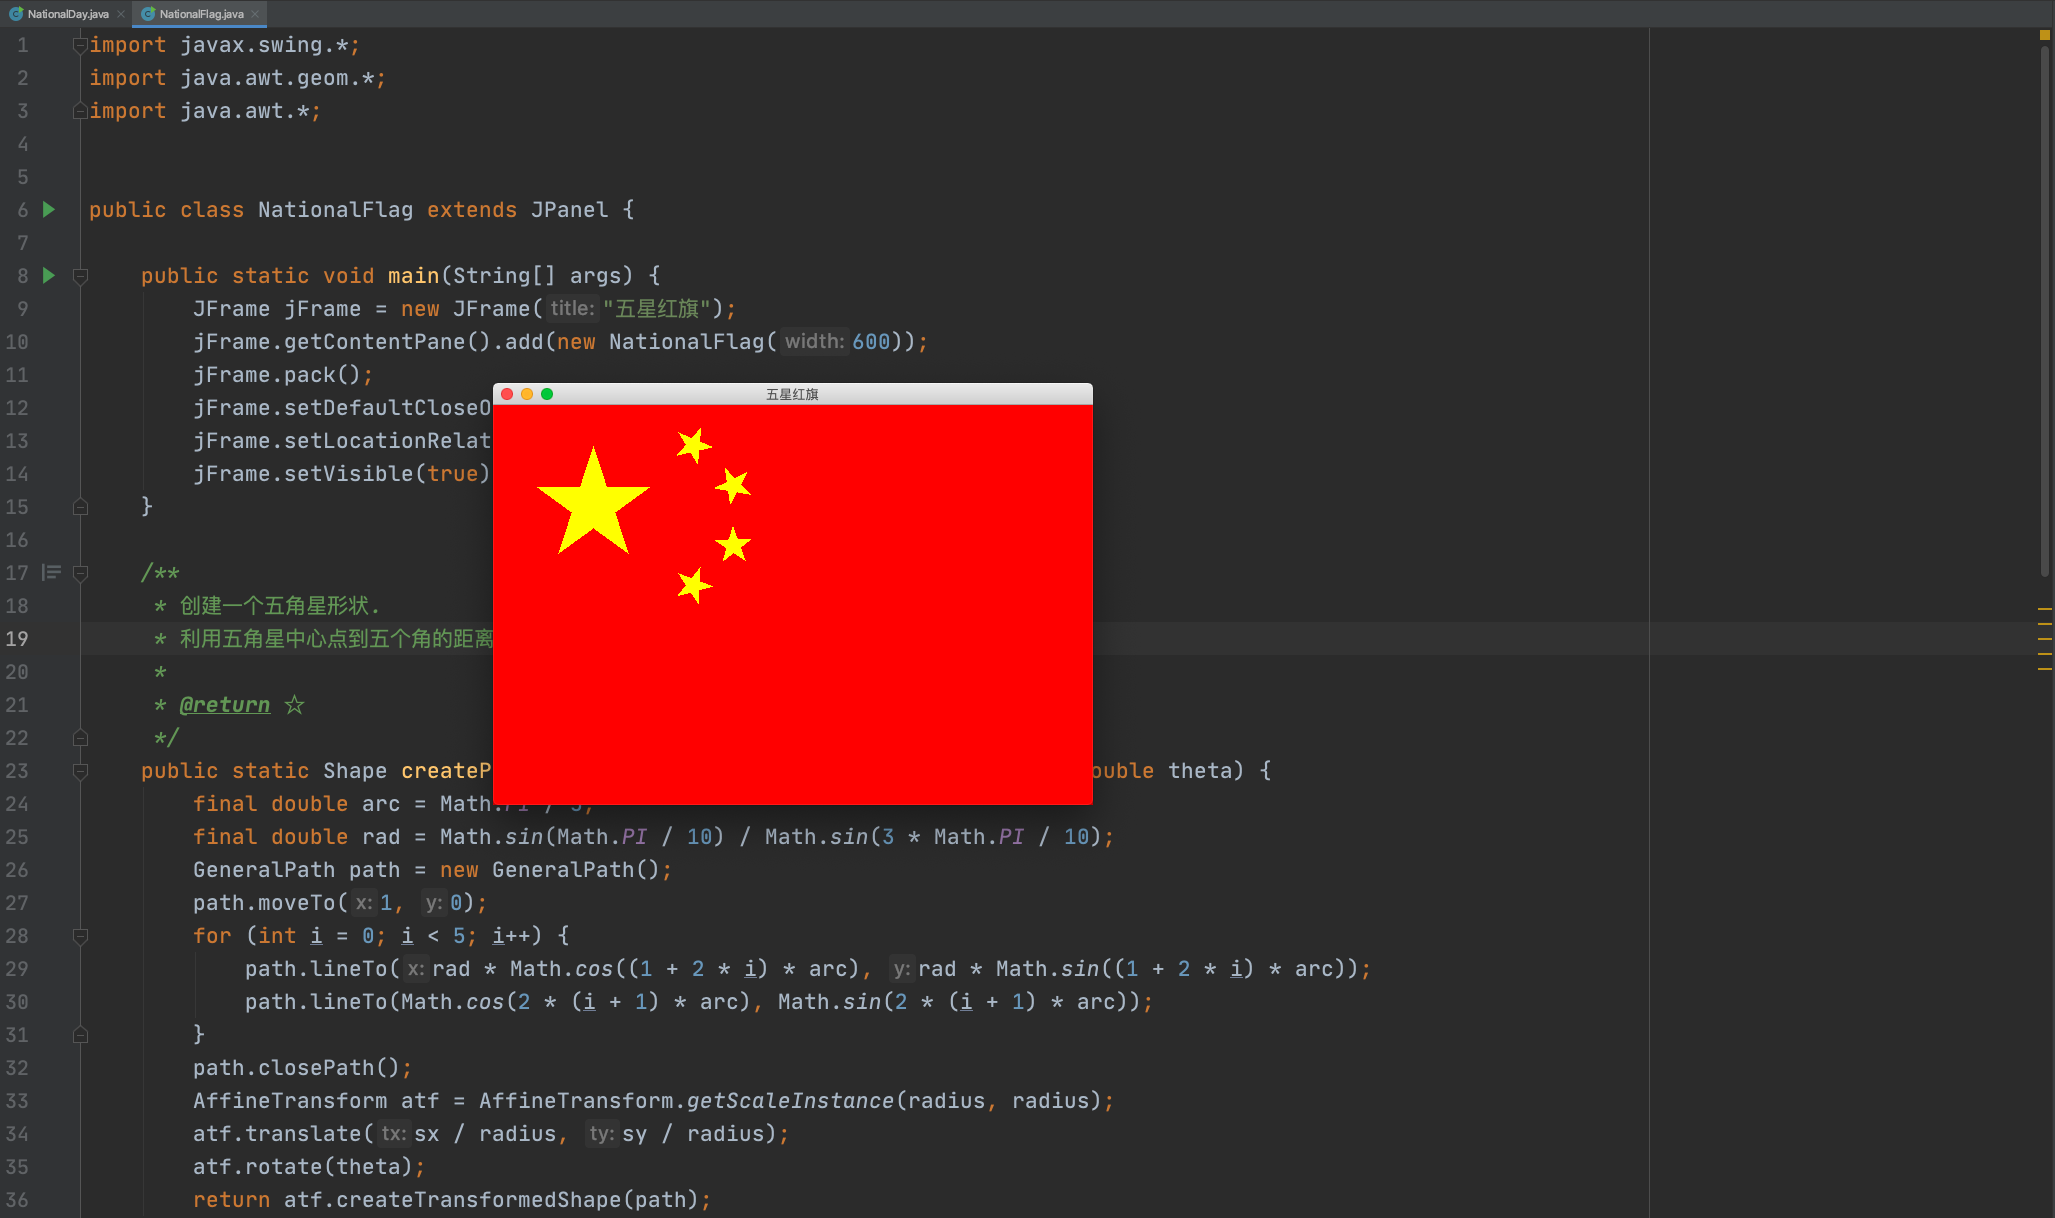 NationalDay.java
NationalFlag.java
1 import javax.swing.*;
2 import java.awt.geom.*;
3 import java.awt.*;
4
5
6 public class NationalFlag extends JPanel {
7
8 public static void main(String[] args) {
9 JFrame jFrame = new JFrame( title: "五星红旗");
10 jFrame.getContentPane().add(new NationalFlag( width: 600));
11 jFrame.pack();
五星红旗
12 jFrame.setDefaultCloseO
13 jFrame.setLocationRelat
14 jFrame.setVisible(true)
15 }
16
17 /**
18 * 创建一个五角星形状.
19 * 利用五角星中心点到五个角的距离
20 *
21 * @return ☆
22 */
23 public static Shape createP ouble theta) {
24 final double arc = Math.PI / 5;
25 final double rad = Math.sin(Math.PI / 10) / Math.sin(3 * Math.PI / 10);
26 GeneralPath path = new GeneralPath();
27 path.moveTo( x: 1, y: 0);
28 for (int i = 0; i < 5; i++) {
29 path.lineTo( x: rad * Math.cos((1 + 2 * i) * arc), y: rad * Math.sin((1 + 2 * i) * arc));
30 path.lineTo(Math.cos(2 * (i + 1) * arc), Math.sin(2 * (i + 1) * arc));
31 }
32 path.closePath();
33 AffineTransform atf = AffineTransform.getScaleInstance(radius, radius);
34 atf.translate( tx: sx / radius, ty: sy / radius);
35 atf.rotate(theta);
36 return atf.createTransformedShape(path);